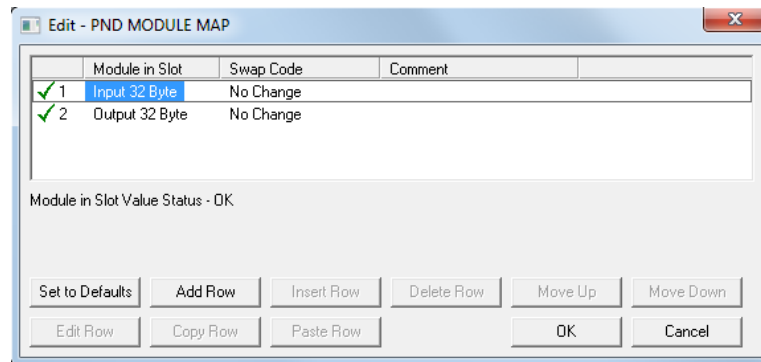 Edit - PND MODULE MAP
x
Module in Slot Swap Code Comment
1 Input 32 Byte No Change
2 Output 32 Byte No Change
Module in Slot Value Status - OK
Set to Defaults Add Row Insert Row Delete Row Move Up Move Down
Edit Row Copy Row Paste Row OK Cancel